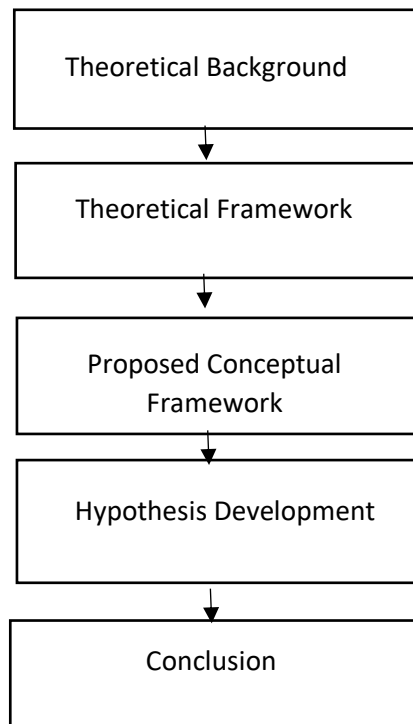 Theoretical Background
Theoretical Framework
Proposed Conceptual
Framework
Hypothesis Development
Conclusion